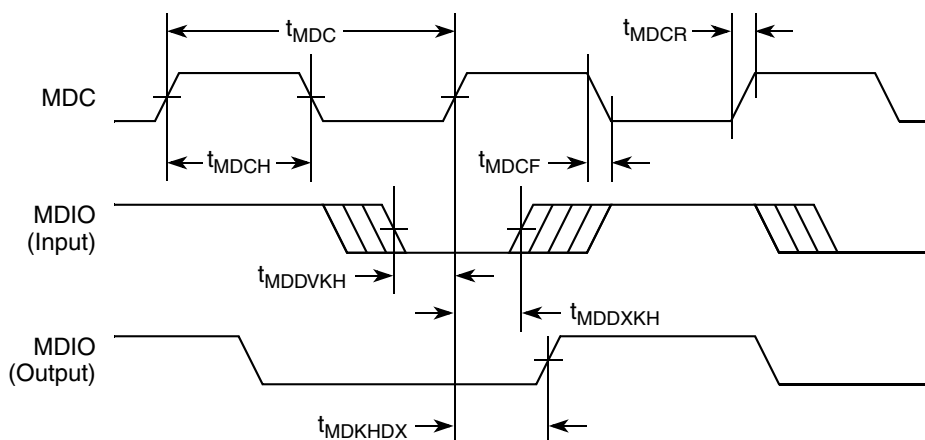 tMDC
tMDCR
MDC
tMDCH
tMDCF
MDIO
(Input)
tMDDVKH
tMDDXKH
MDIO
(Output)
tMDKHDX